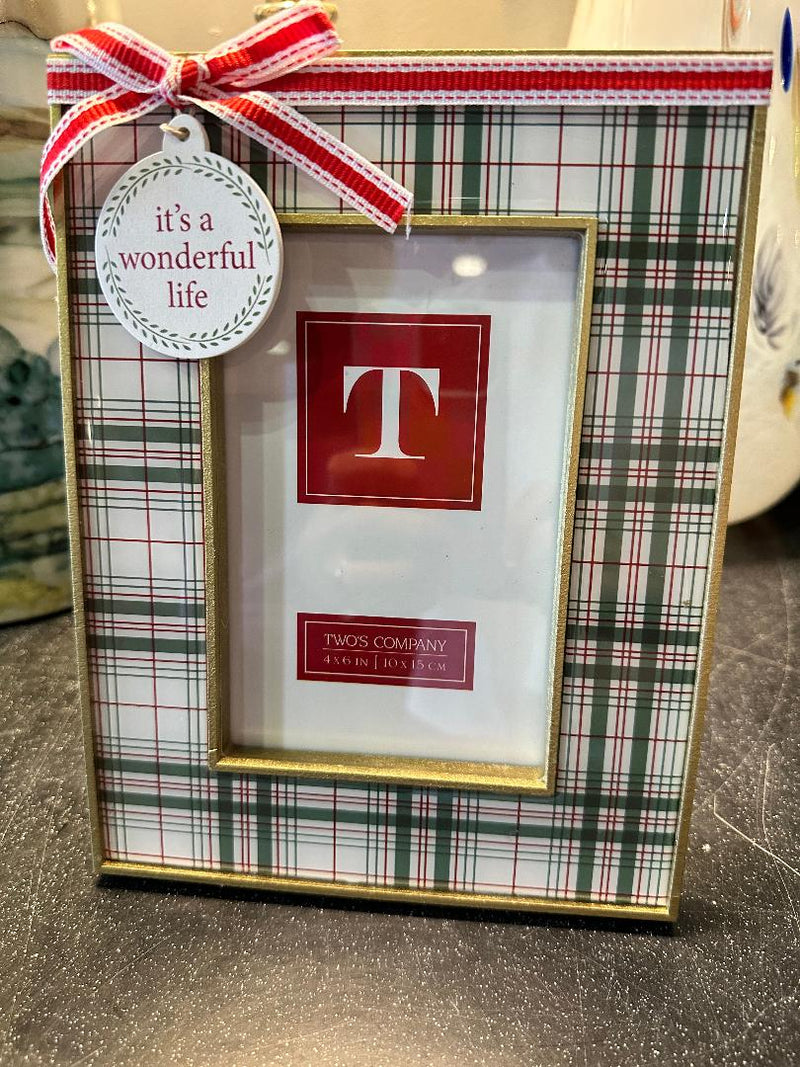 it's a
wonderful
life
T
TWO'S COMPANY
4 x 6 IN | 10 x 15 CM